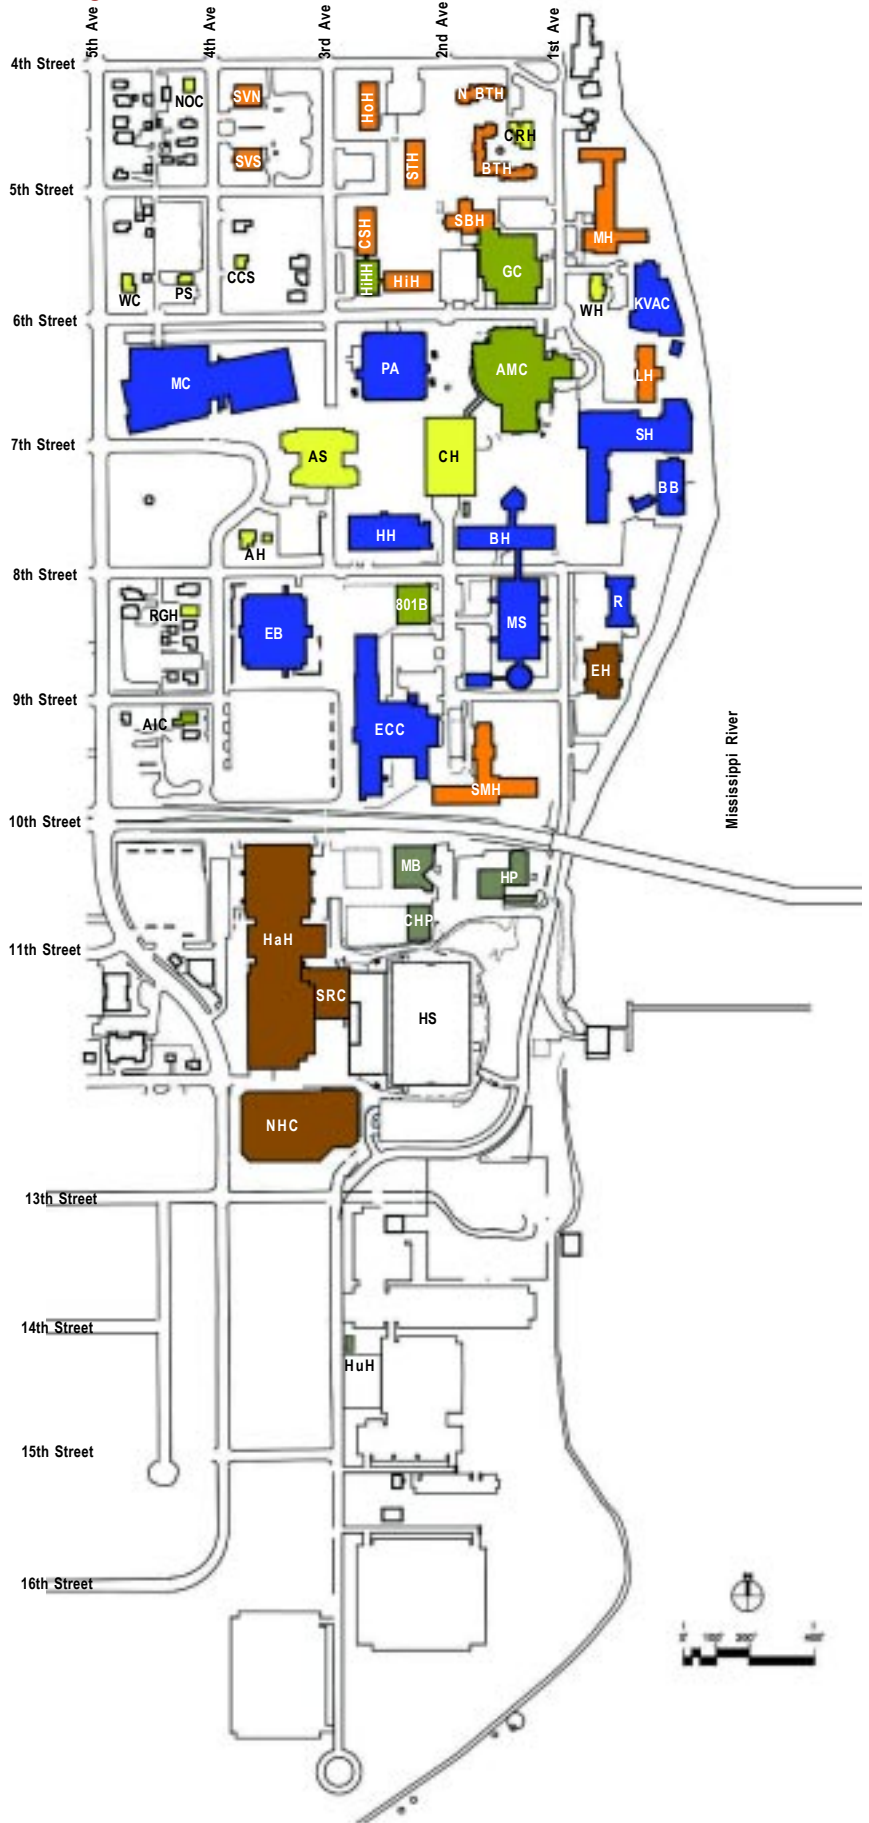 5th Ave
4th Ave
3rd Ave
2nd Ave
1st Ave
4th Street
NOC
SVN
HoH
N BTH
CRH
SVS
STH
BTH
5th Street
CSH
SBH
MH
CCS
HiHH
HiH
GC
WC
PS
WH
KVAC
6th Street
MC
PA
AMC
LH
7th Street
AS
CH
SH
BB
HH
BH
AH
8th Street
RGH
801B
R
EB
MS
EH
9th Street
AIC
ECC
Mississippi River
SMH
10th Street
MB
HP
CHP
11th Street
HaH
SRC
HS
NHC
13th Street
14th Street
HuH
15th Street
16th Street
N
0' 100' 200' 400'